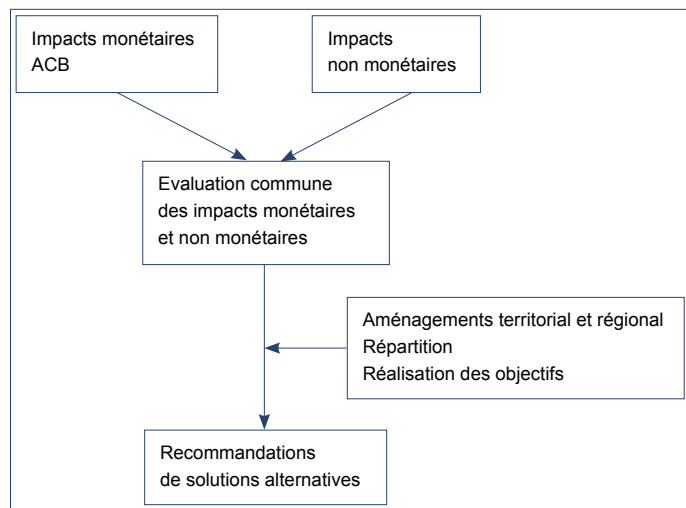 Impacts monétaires
ACB
Impacts
non monétaires
Evaluation commune
des impacts monétaires
et non monétaires
Aménagements territorial et régional
Répartition
Réalisation des objectifs
Recommandations
de solutions alternatives